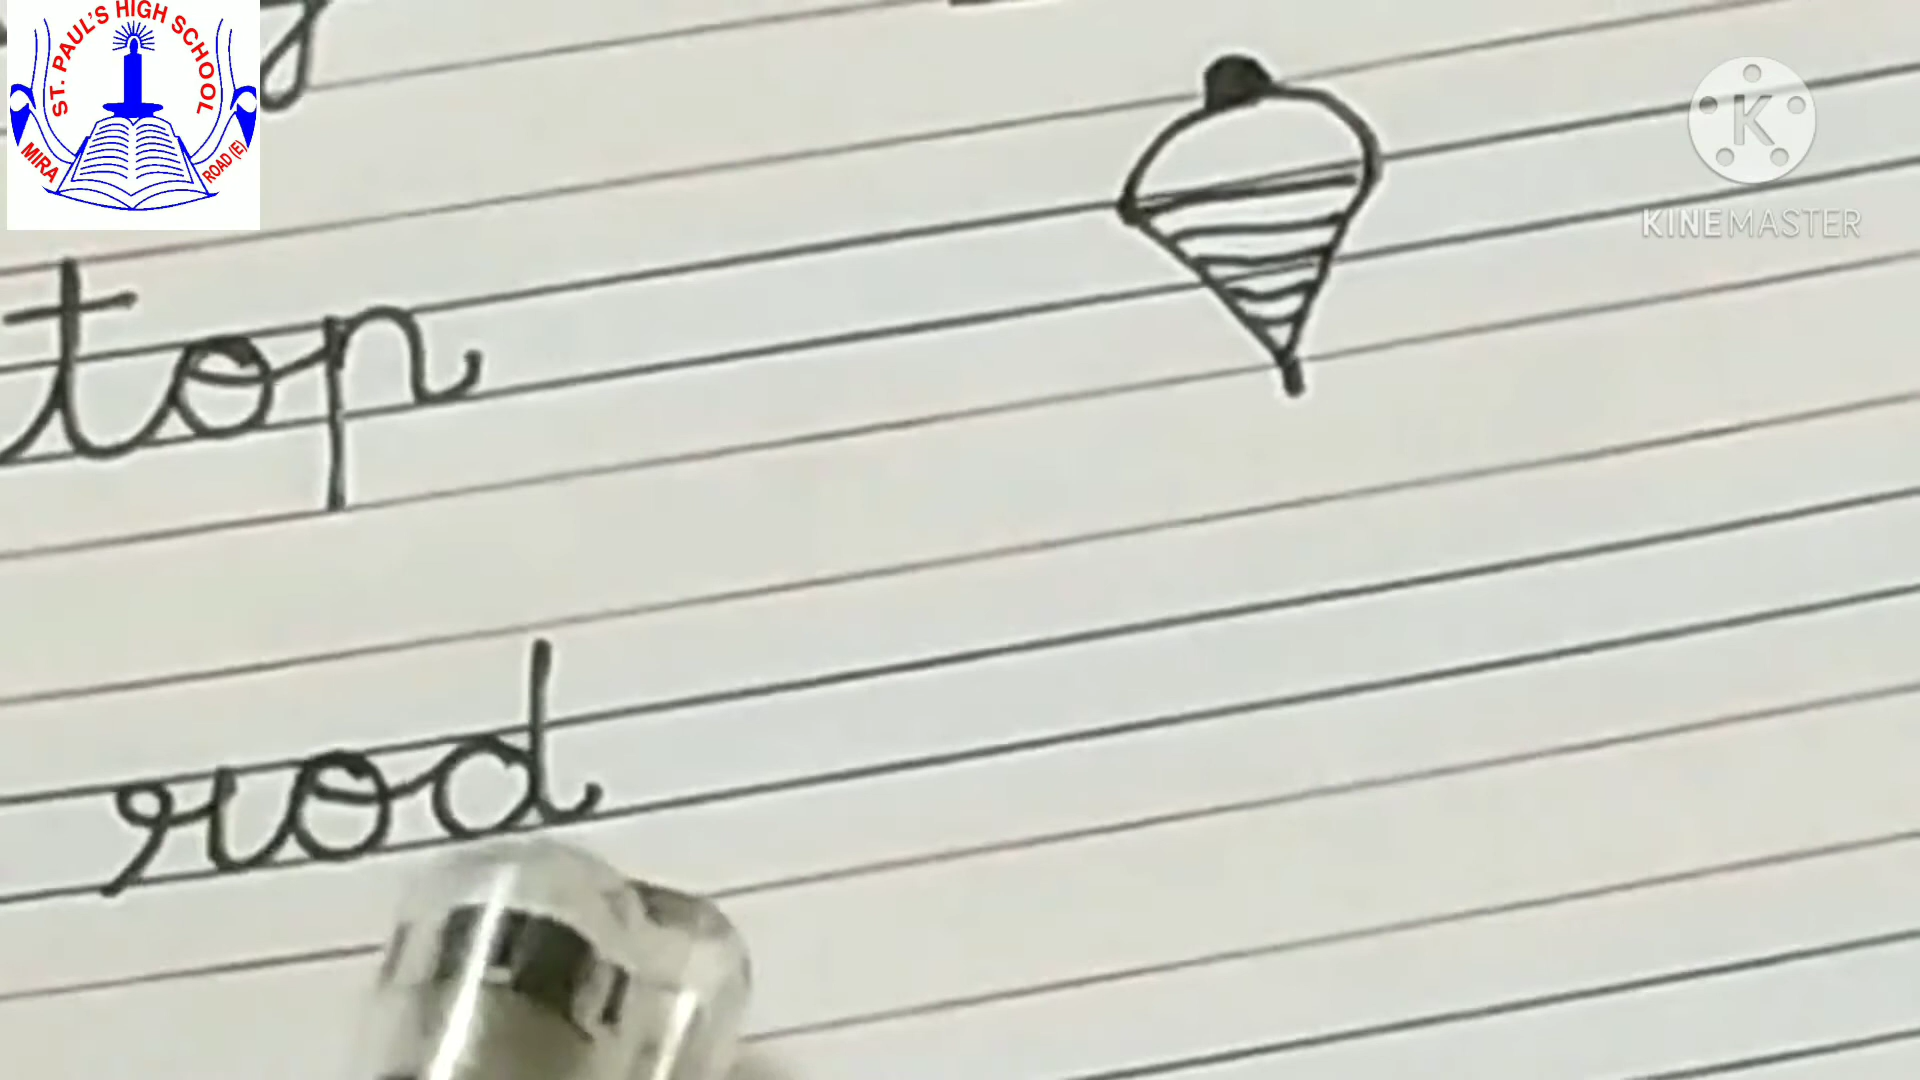 ST. PAUL'S HIGH SCHOOL
MIRA ROAD (E)
K
KINEMASTER
top
rod